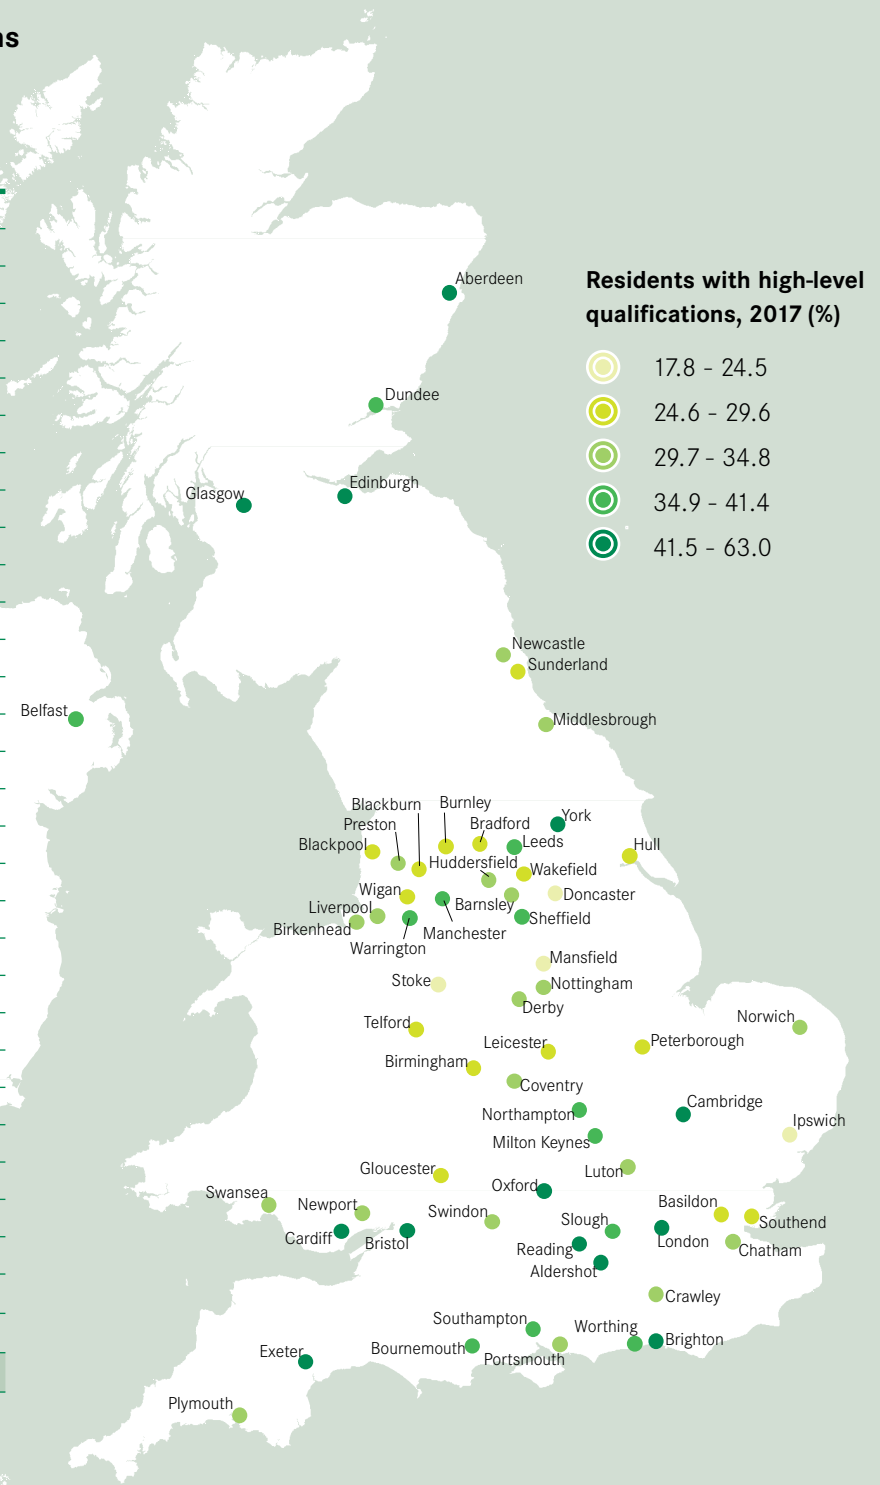 ns
Aberdeen
Residents with high-level
qualifications, 2017 (%)
17.8 - 24.5
Dundee
24.6 - 29.6
29.7 - 34.8
Edinburgh
Glasgow
34.9 - 41.4
41.5 - 63.0
Newcastle
Sunderland
Belfast
Middlesbrough
Blackburn
Burnley
Preston
Bradford
York
Blackpool
Leeds
Hull
Huddersfield
Wakefield
Wigan
Barnsley
Doncaster
Liverpool
Sheffield
Birkenhead
Manchester
Warrington
Mansfield
Stoke
Nottingham
Derby
Norwich
Telford
Leicester
Peterborough
Birmingham
Coventry
Cambridge
Northampton
Ipswich
Milton Keynes
Gloucester
Luton
Oxford
Swansea
Newport
Swindon
Basildon
Slough
Southend
Cardiff
Bristol
Reading
London
Chatham
Aldershot
Crawley
Southampton
Worthing
Brighton
Exeter
Bournemouth
Portsmouth
Plymouth